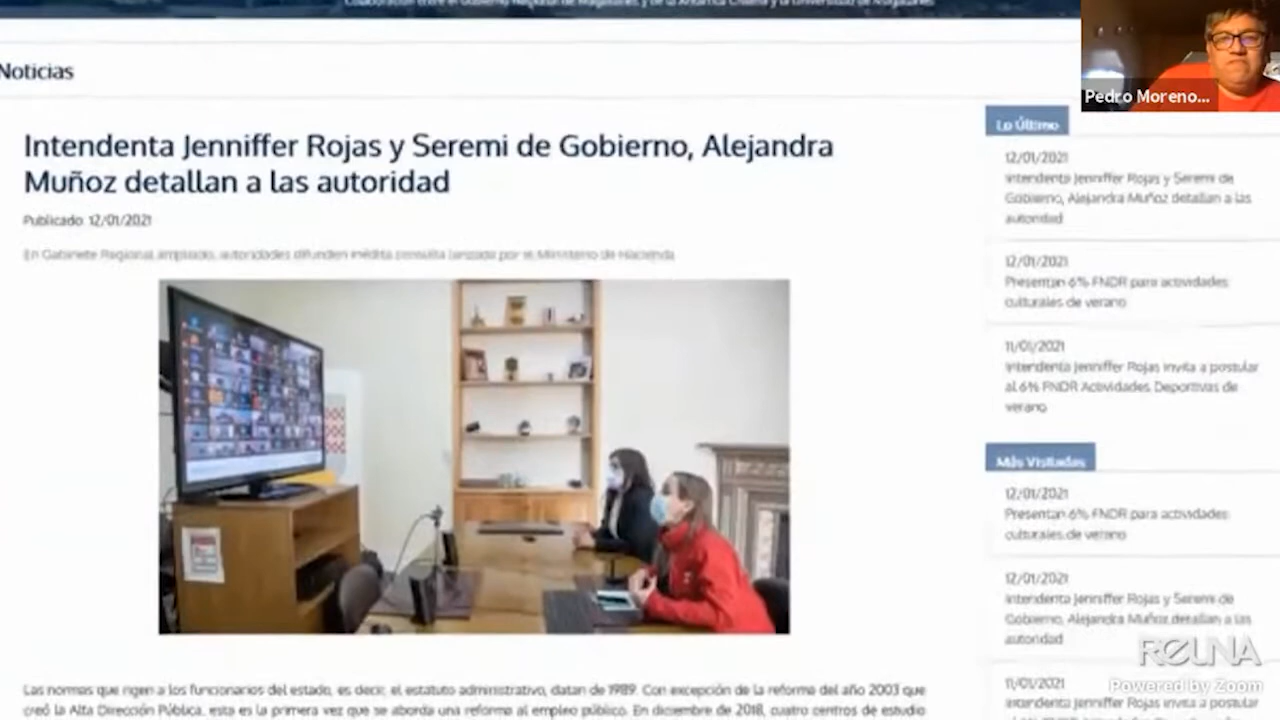 Colaboración entre el Gobierno Regional de Magallanes y de la Antártica Chilena y la Universidad de Magallanes
Noticias
Pedro Moreno...
Intendenta Jenniffer Rojas y Seremi de Gobierno, Alejandra
Muñoz detallan a las autoridad
Publicado: 12/01/2021
En Gabinete Regional ampliado, autoridades difunden inédita consulta lanzada por el Ministerio de Hacienda
Las normas que rigen a los funcionarios del estado, es decir, el estatuto administrativo, datan de 1989. Con excepción de la reforma del año 2003 que
creó la Alta Dirección Pública, esta es la primera vez que se aborda una reforma al empleo público. En diciembre de 2018, cuatro centros de estudio
Lo Último
12/01/2021
Intendenta Jenniffer Rojas y Seremi de
Gobierno, Alejandra Muñoz detallan a las
autoridad
12/01/2021
Presentan 6% FNDR para actividades
culturales de verano
11/01/2021
Intendenta Jenniffer Rojas invita a postular
al 6% FNDR Actividades Deportivas de
verano
Más Visitadas
12/01/2021
Presentan 6% FNDR para actividades
culturales de verano
12/01/2021
Intendenta Jenniffer Rojas y Seremi de
Gobierno, Alejandra Muñoz detallan a las
autoridad
11/01/2021
Intendenta Jenniffer Rojas invita a postular
REUNA
Powered by Zoom